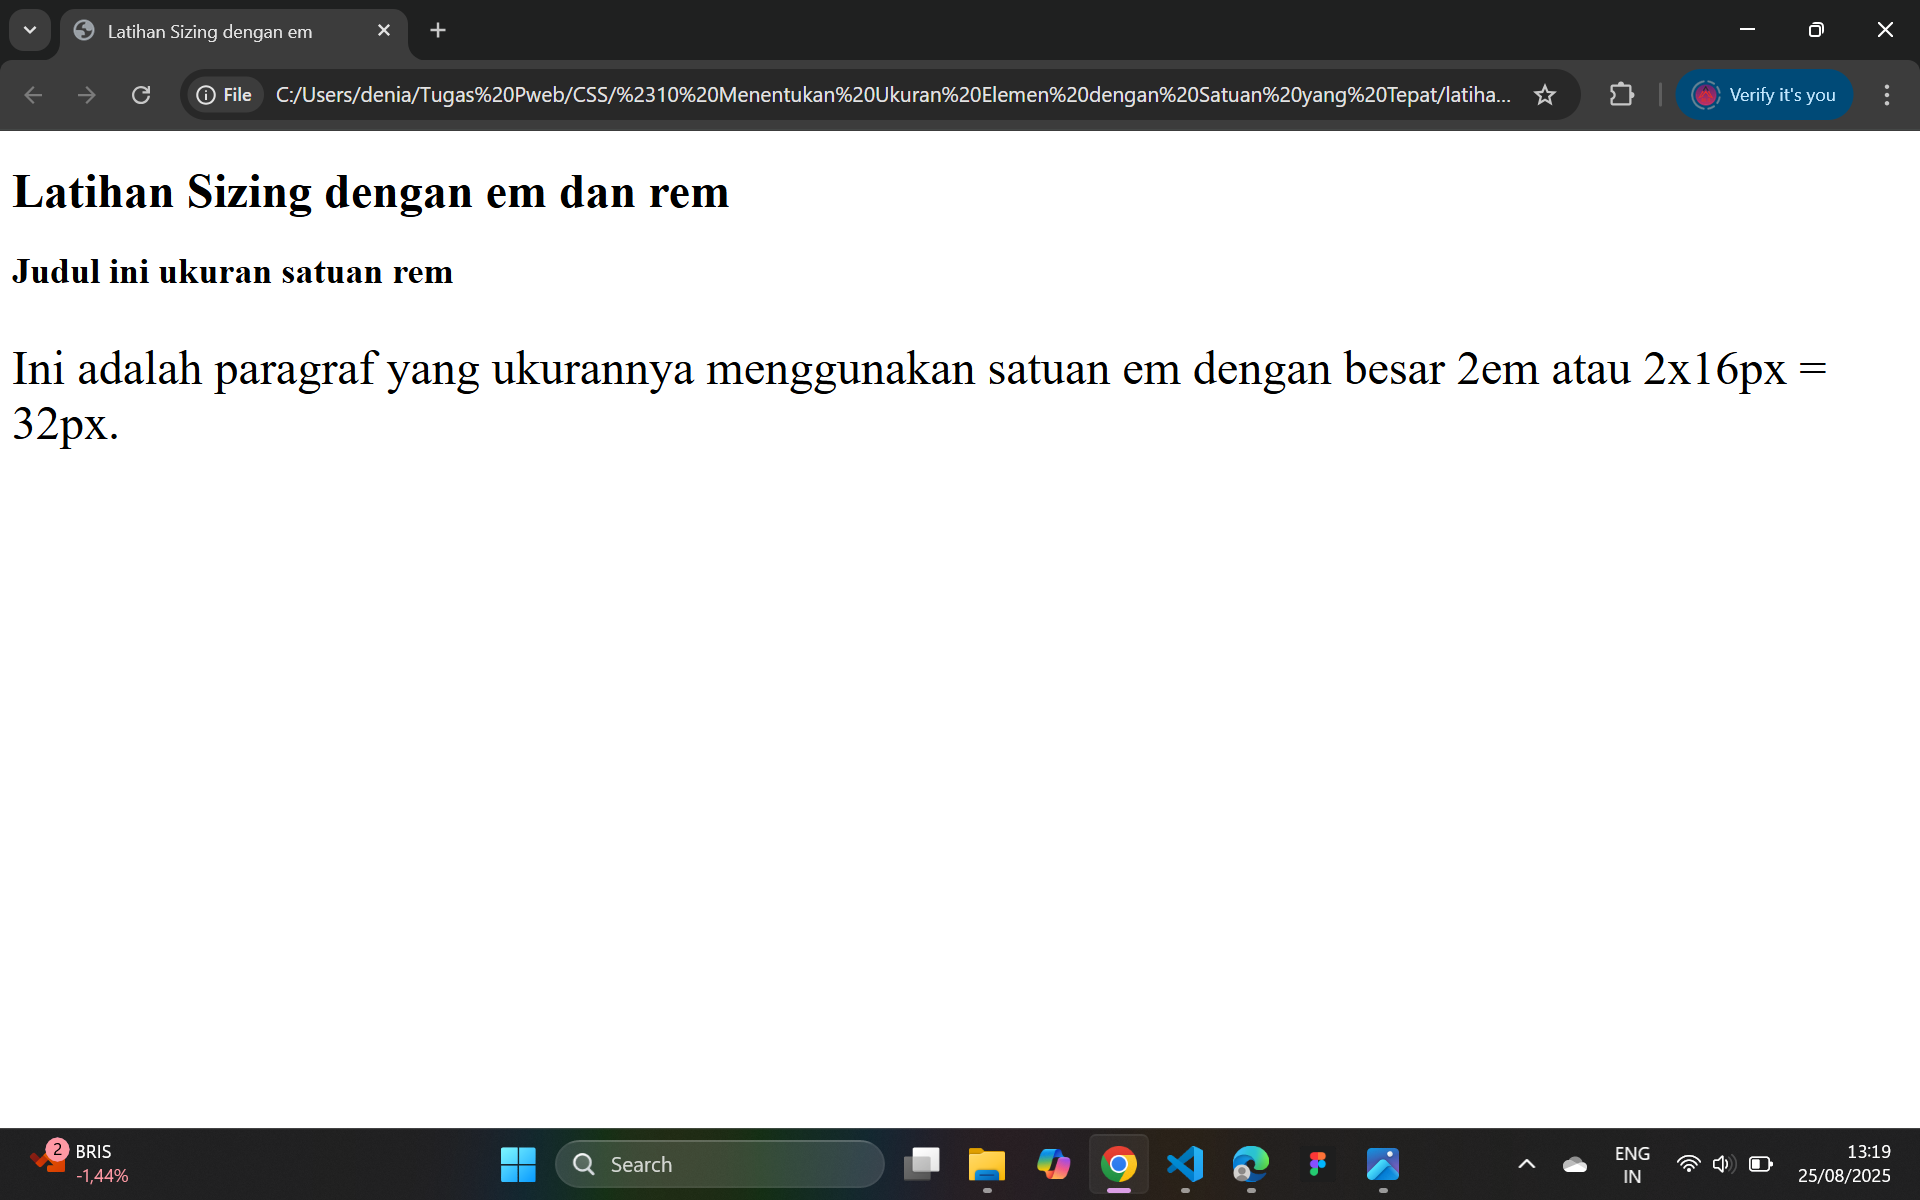 Latihan Sizing dengan em
File
C:/Users/denia/Tugas%20Pweb/CSS/%2310%20Menentukan%20Ukuran%20Elemen%20dengan%20Satuan%20yang%20Tepat/latiha...
Verify it's you
Latihan Sizing dengan em dan rem
Judul ini ukuran satuan rem
Ini adalah paragraf yang ukurannya menggunakan satuan em dengan besar 2em atau 2x16px =
32px.
2
BRIS
-1,44%
Search
ENG
IN
13:19
25/08/2025